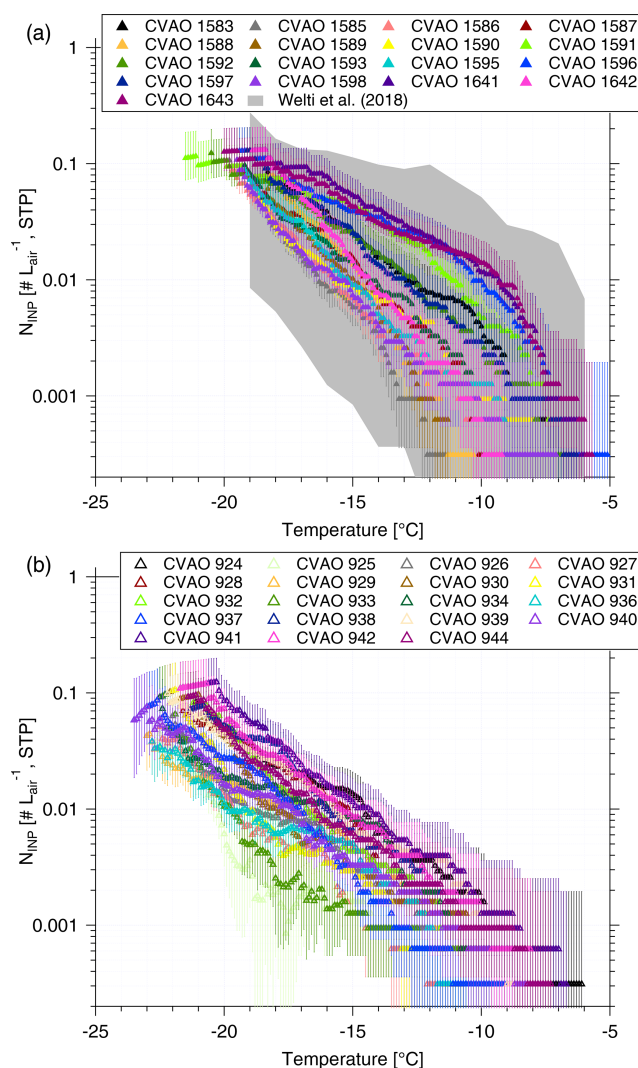 (a)
CVAO 1583 CVAO 1585 CVAO 1586 CVAO 1587
CVAO 1588 CVAO 1589 CVAO 1590 CVAO 1591
CVAO 1592 CVAO 1593 CVAO 1595 CVAO 1596
CVAO 1597 CVAO 1598 CVAO 1641 CVAO 1642
CVAO 1643 Welti et al. (2018)
1
0.1
0.01
0.001
N_INP [# L_air^-1, STP]
-25 -20 -15 -10 -5
Temperature [°C]
(b)
CVAO 924 CVAO 925 CVAO 926 CVAO 927
CVAO 928 CVAO 929 CVAO 930 CVAO 931
CVAO 932 CVAO 933 CVAO 934 CVAO 936
CVAO 937 CVAO 938 CVAO 939 CVAO 940
CVAO 941 CVAO 942 CVAO 944
1
0.1
0.01
0.001
N_INP [# L_air^-1, STP]
-25 -20 -15 -10 -5
Temperature [°C]